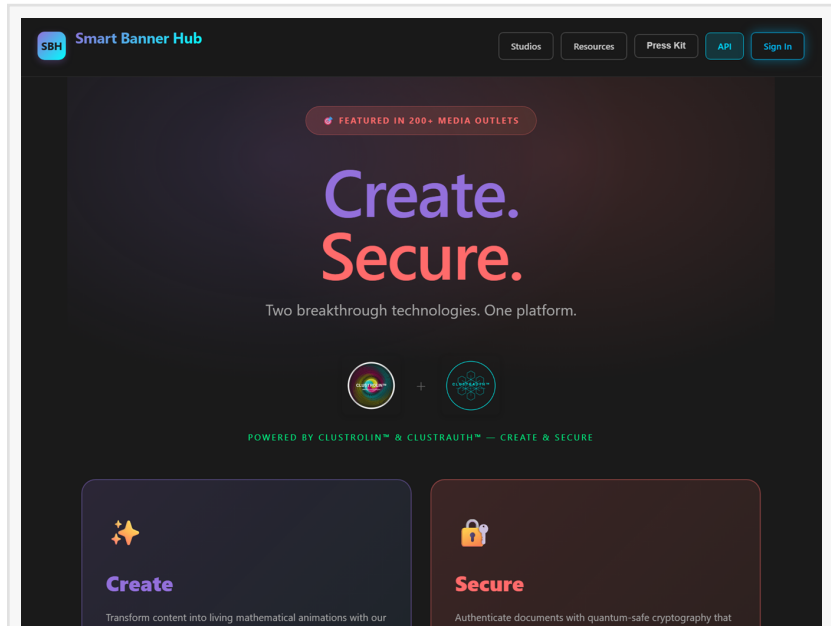 SBH
Smart Banner Hub
Studios
Resources
Press Kit
API
Sign In
FEATURED IN 200+ MEDIA OUTLETS
Create.
Secure.
Two breakthrough technologies. One platform.
CLUSTROLIN™
+
CLUSTRAUTH™
POWERED BY CLUSTROLIN™ & CLUSTRAUTH™ — CREATE & SECURE
Create
Transform content into living mathematical animations with our
Secure
Authenticate documents with quantum-safe cryptography that